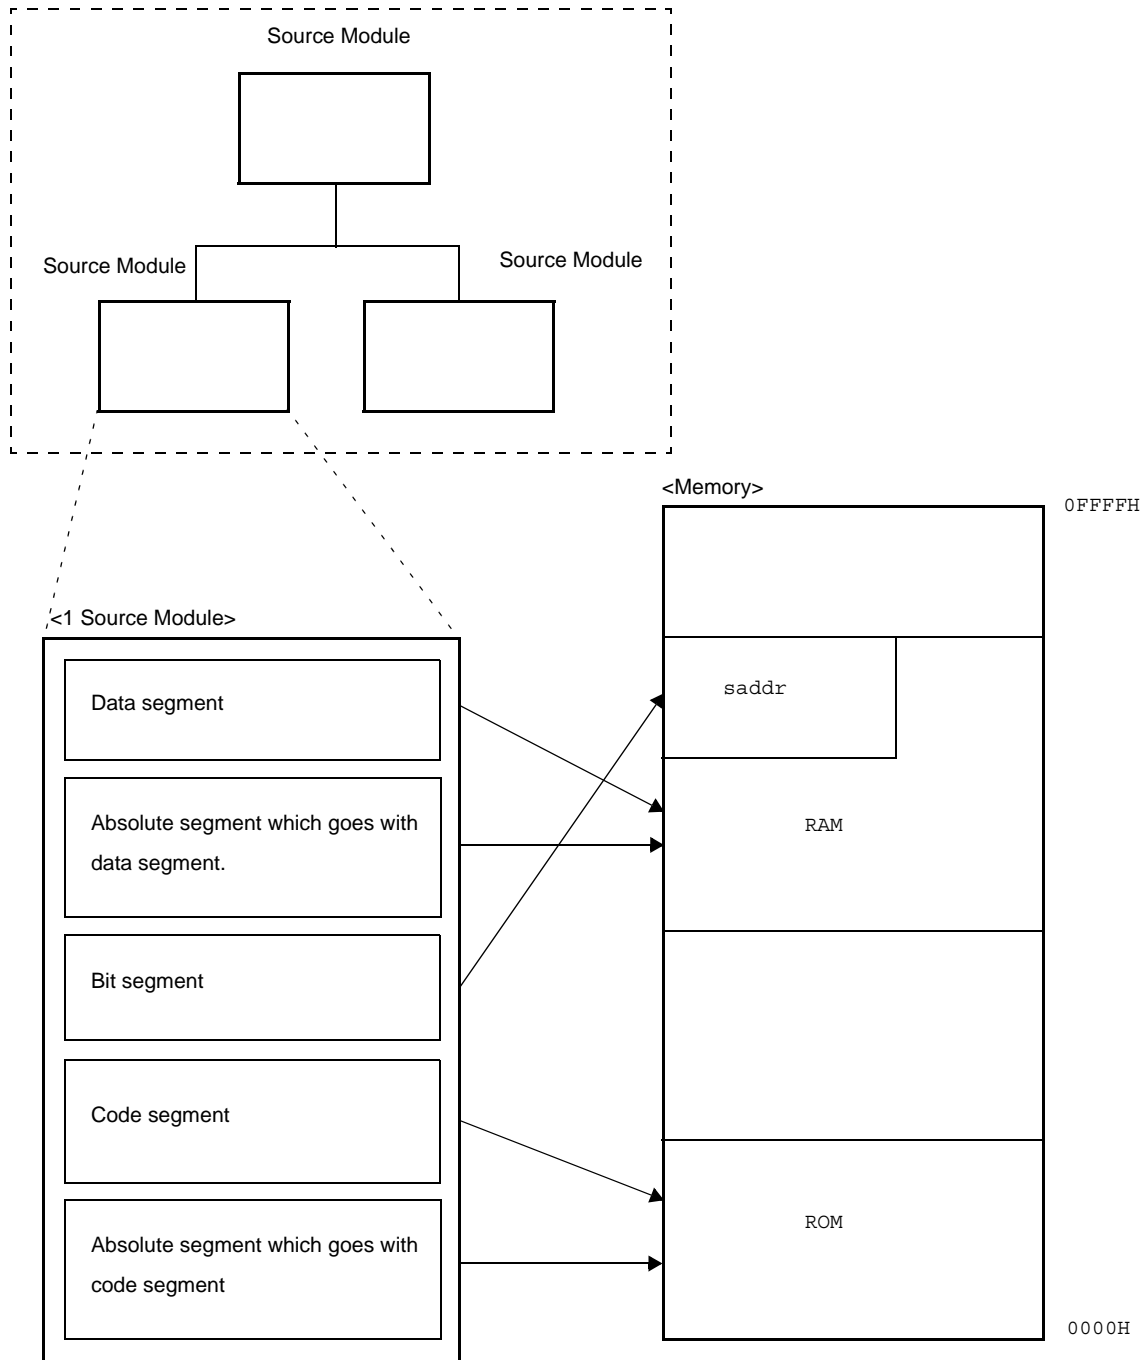 Source Module
Source Module
Source Module
<Memory>
0FFFFH
<1 Source Module>
Data segment
saddr
Absolute segment which goes with
data segment.
RAM
Bit segment
Code segment
ROM
Absolute segment which goes with
code segment
0000H